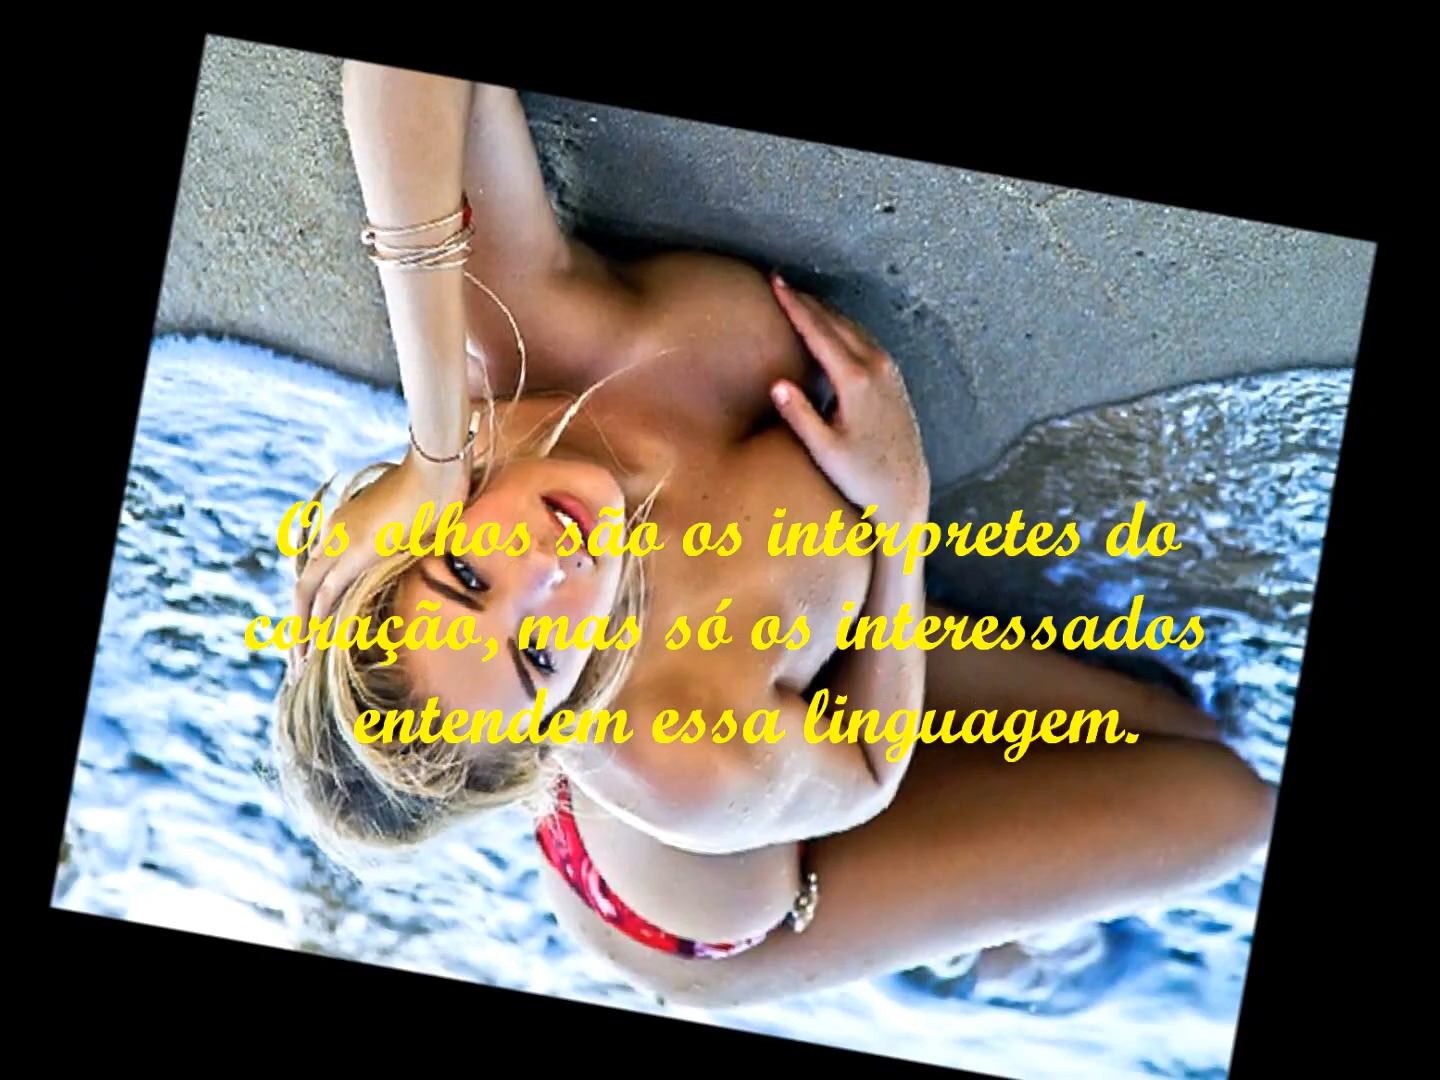 Os olhos são os intérpretes do
coração, mas só os interessados
entendem essa linguagem.